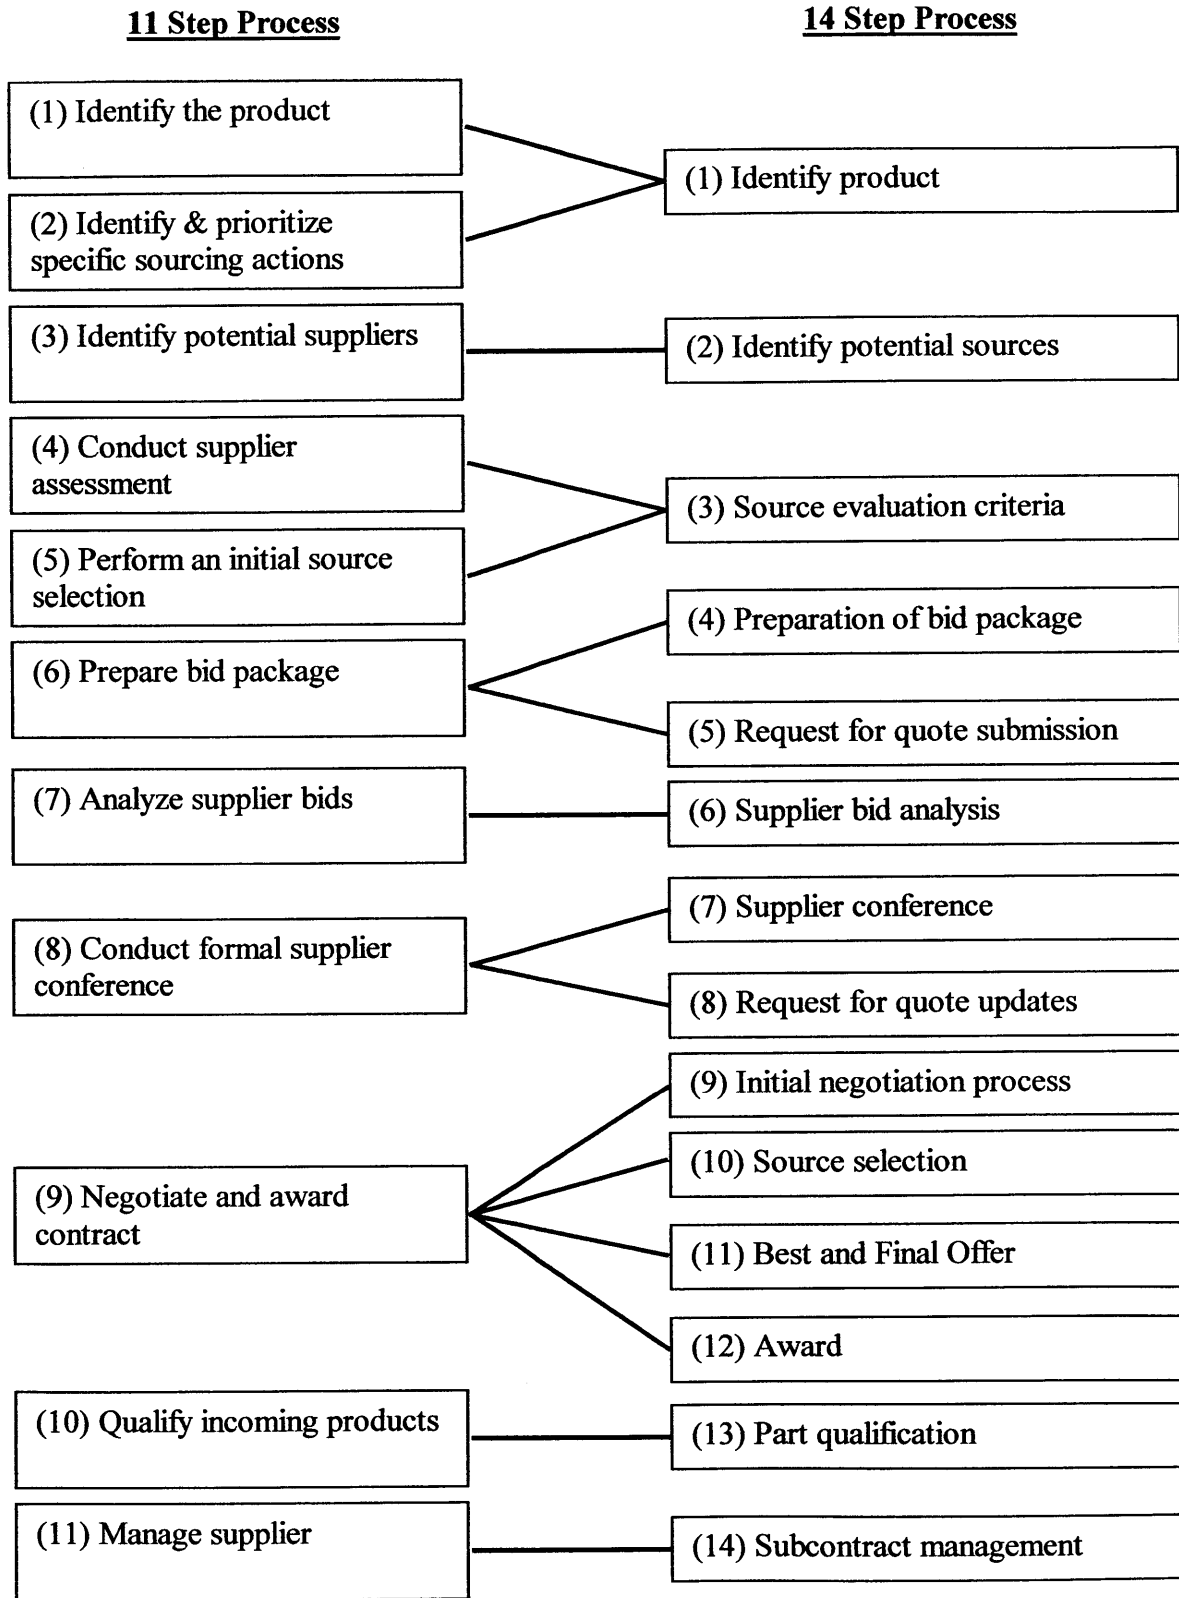 11 Step Process
14 Step Process
(1) Identify the product
(2) Identify & prioritize
specific sourcing actions
(3) Identify potential suppliers
(4) Conduct supplier
assessment
(5) Perform an initial source
selection
(6) Prepare bid package
(7) Analyze supplier bids
(8) Conduct formal supplier
conference
(9) Negotiate and award
contract
(10) Qualify incoming products
(11) Manage supplier
(1) Identify product
(2) Identify potential sources
(3) Source evaluation criteria
(4) Preparation of bid package
(5) Request for quote submission
(6) Supplier bid analysis
(7) Supplier conference
(8) Request for quote updates
(9) Initial negotiation process
(10) Source selection
(11) Best and Final Offer
(12) Award
(13) Part qualification
(14) Subcontract management